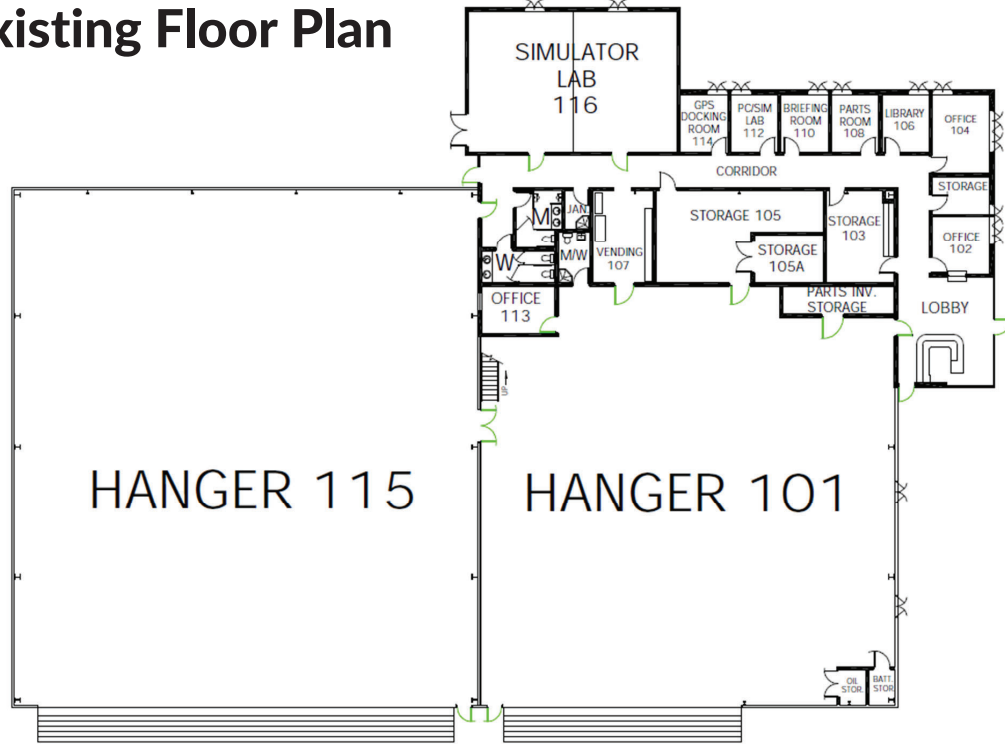 xisting Floor Plan
SIMULATOR
LAB
116
GPS
DOCKING
ROOM
114
PC/SIM
LAB
112
BRIEFING
ROOM
110
PARTS
ROOM
108
LIBRARY
106
OFFICE
104
CORRIDOR
STORAGE
M
JAN.
STORAGE 105
STORAGE
103
W
M/W
VENDING
107
STORAGE
105A
OFFICE
102
OFFICE
113
PARTS INV.
STORAGE
LOBBY
UP
HANGER 115
HANGER 101
OIL
STOR.
BATT.
STOR